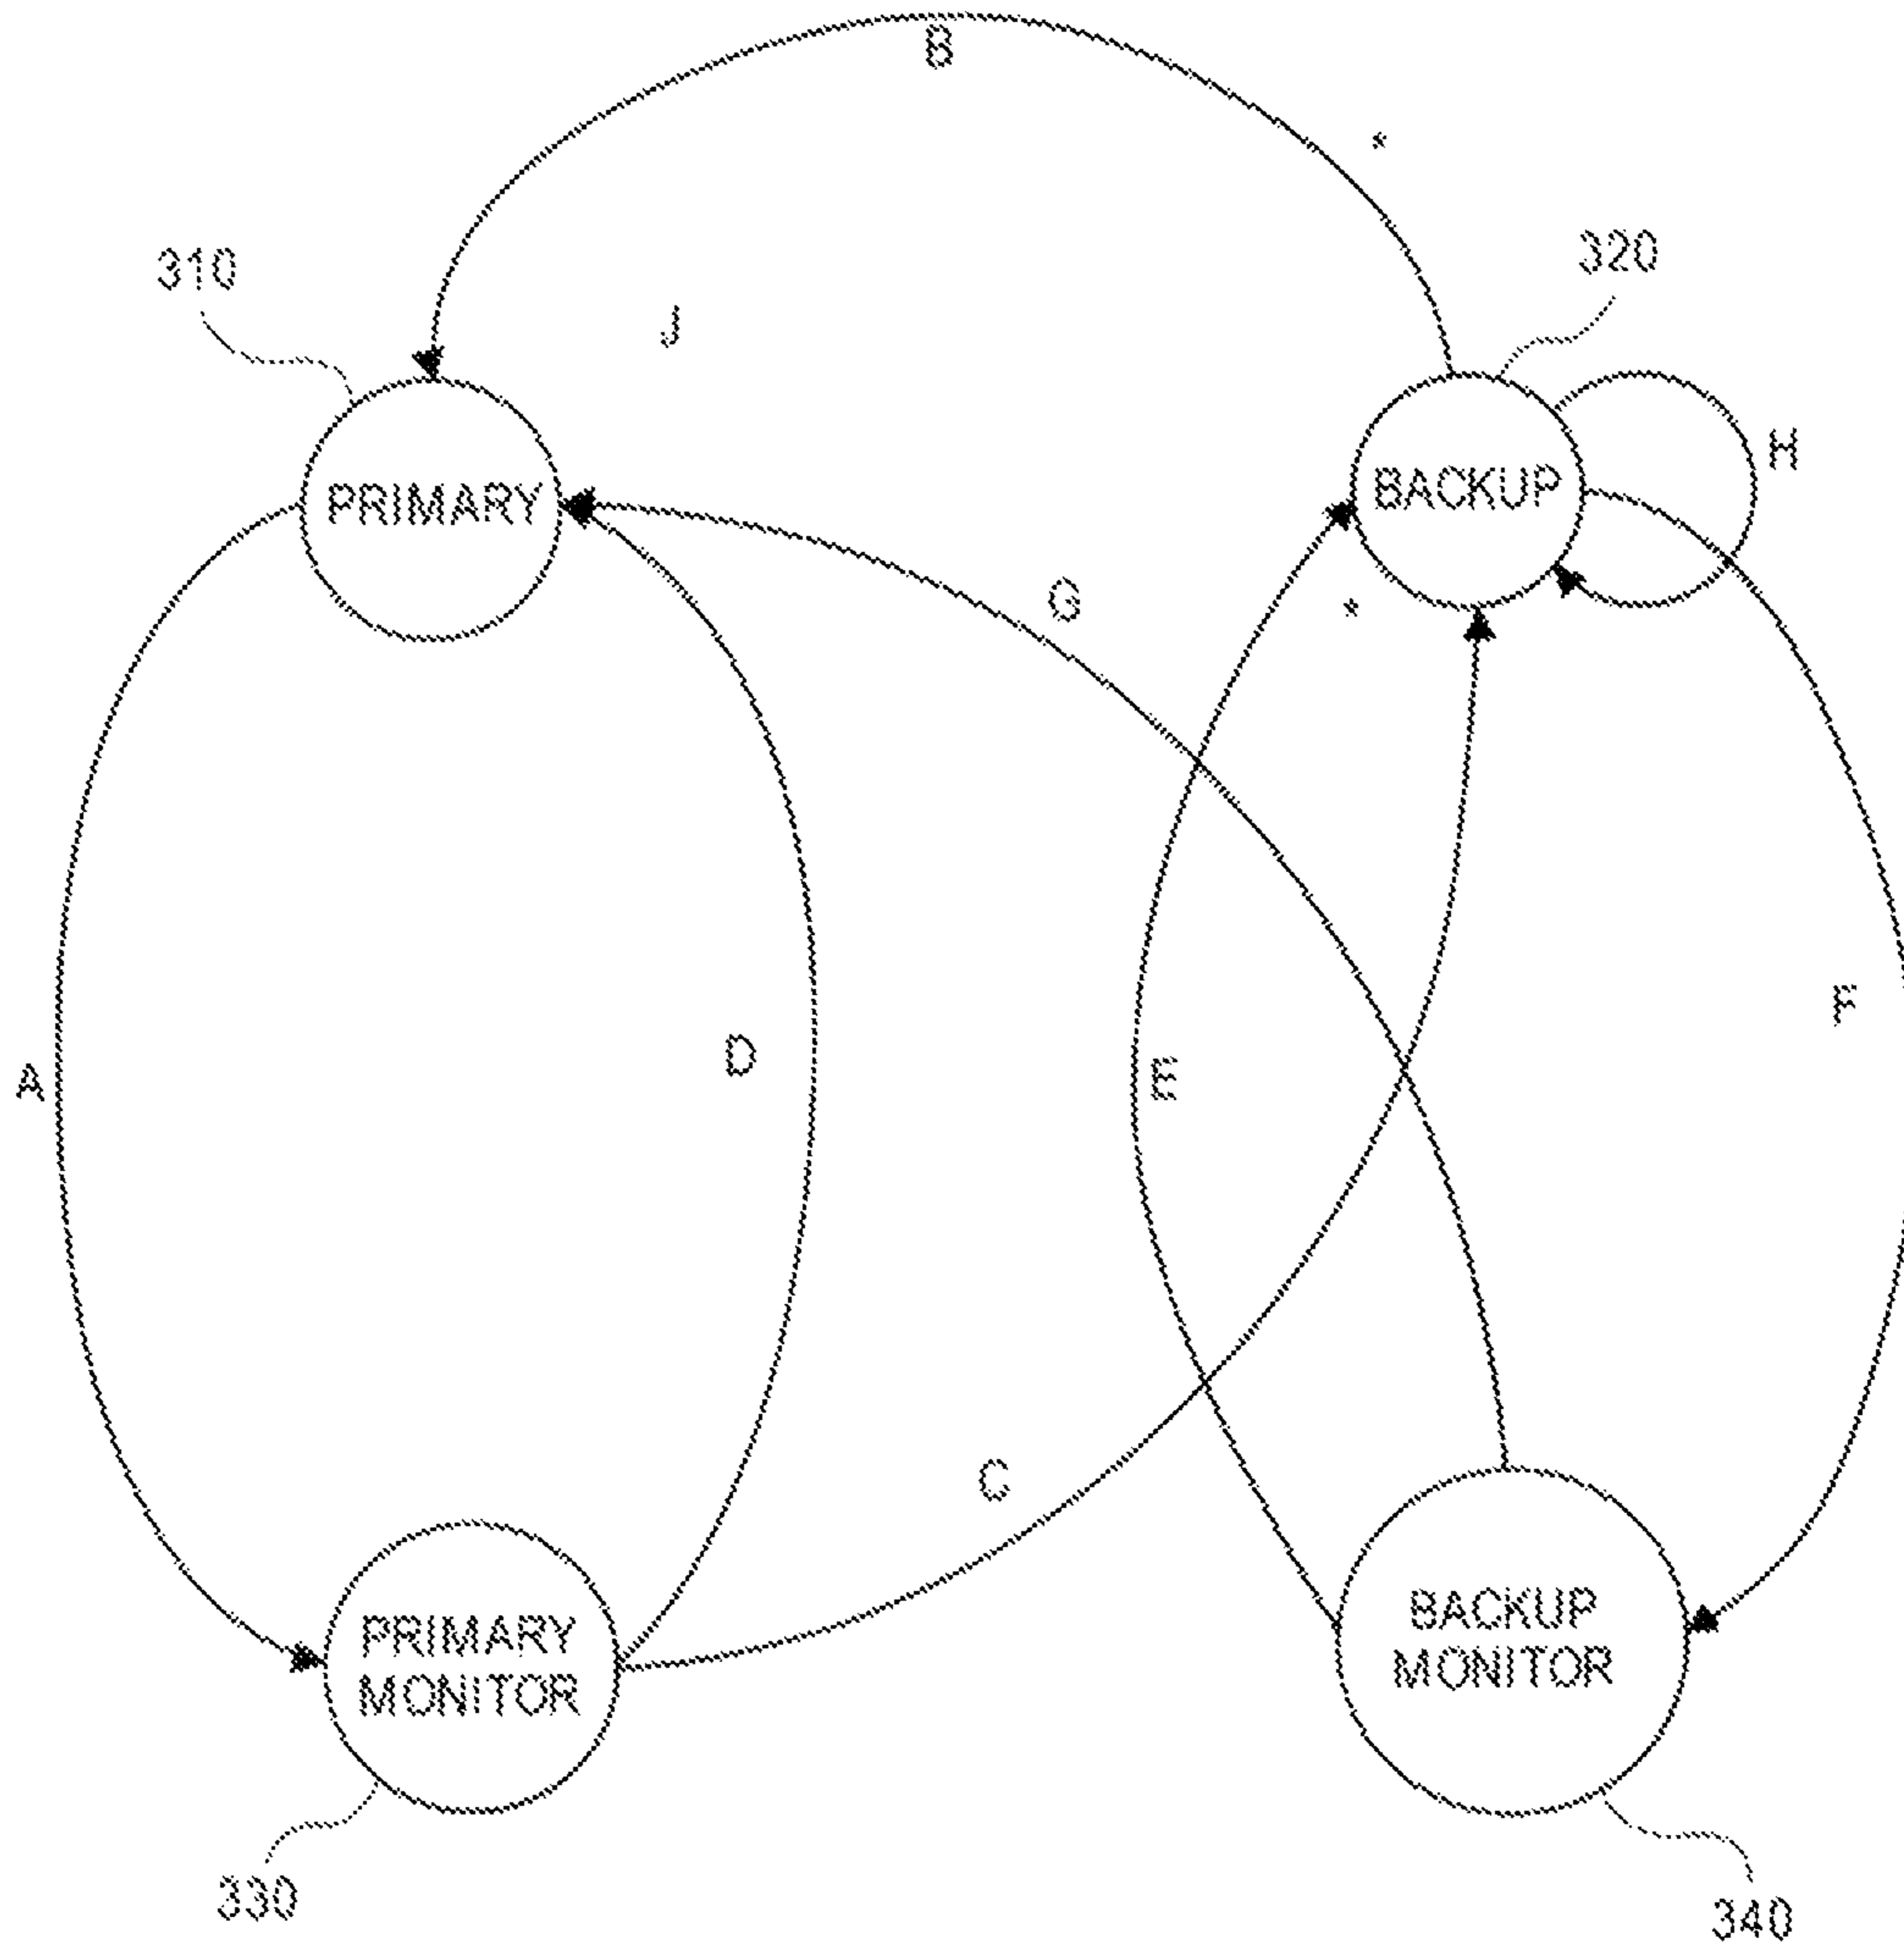 B
*
310
320
J
H
PRIMARY
BACKUP
G
*
F
A
D
E
C
PRIMARY
MONITOR
BACKUP
MONITOR
330
340